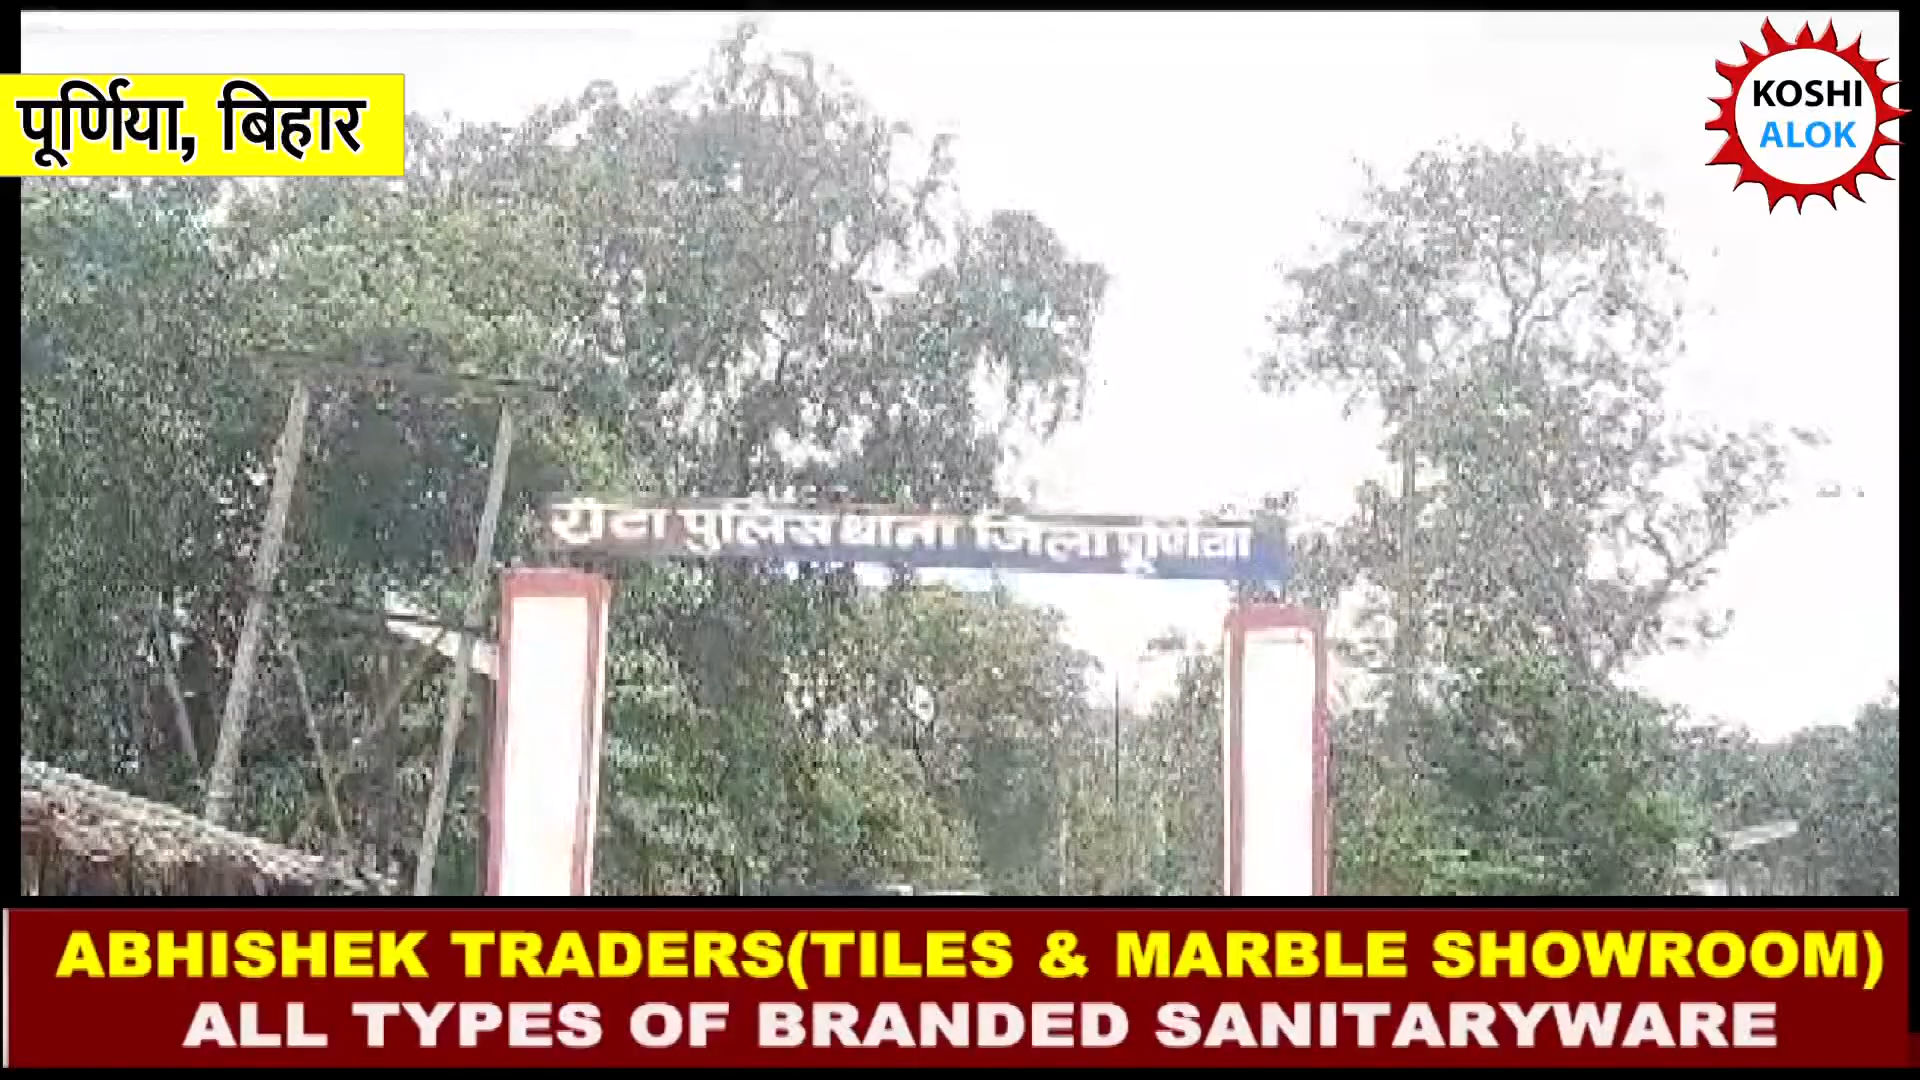 पूर्णिया, बिहार
KOSHI
ALOK
रौटा पुलिस थाना जिला पूर्णिया
ABHISHEK TRADERS(TILES & MARBLE SHOWROOM)
ALL TYPES OF BRANDED SANITARYWARE